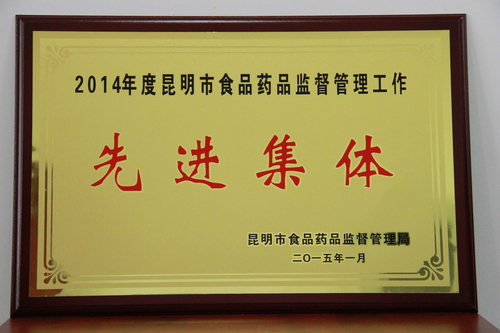 2014年度昆明市食品药品监督管理工作
先进集体
昆明市食品药品监督管理局
二〇一五年一月